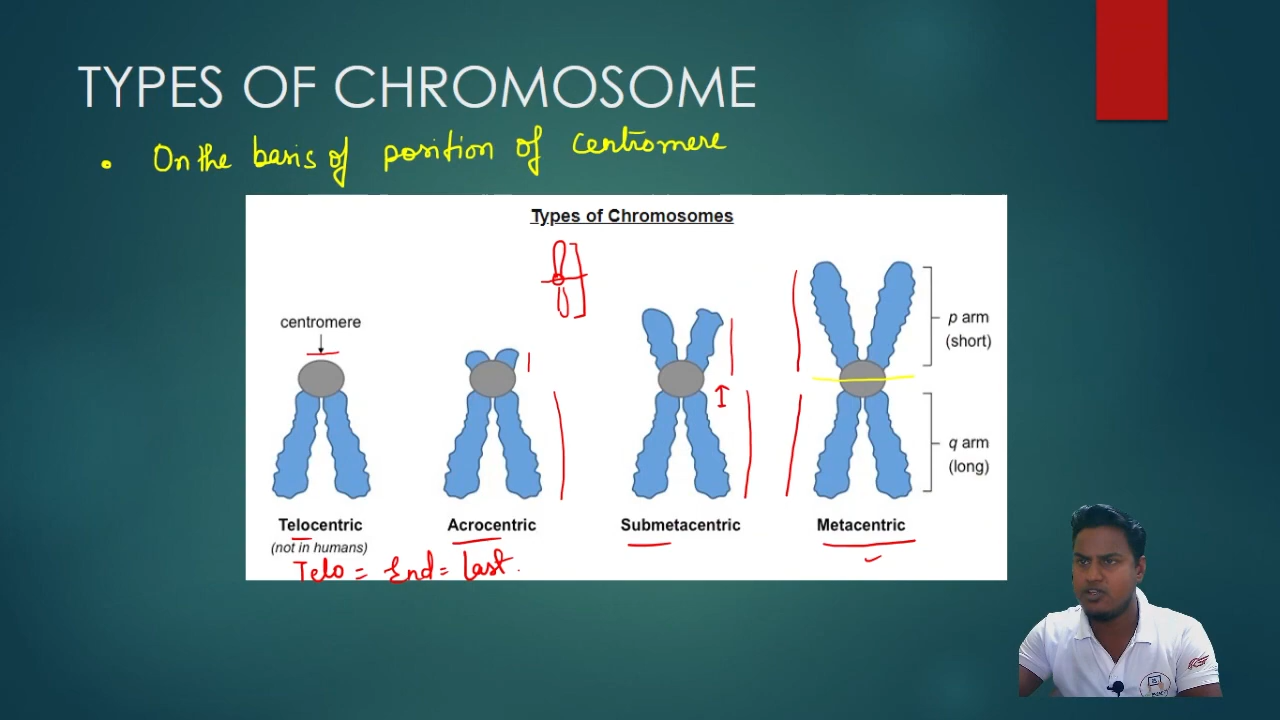 TYPES OF CHROMOSOME
• On the basis of position of centromere
Types of Chromosomes
centromere
p arm
(short)
q arm
(long)
Telocentric
Acrocentric
Submetacentric
Metacentric
(not in humans)
Telo = End = Last.